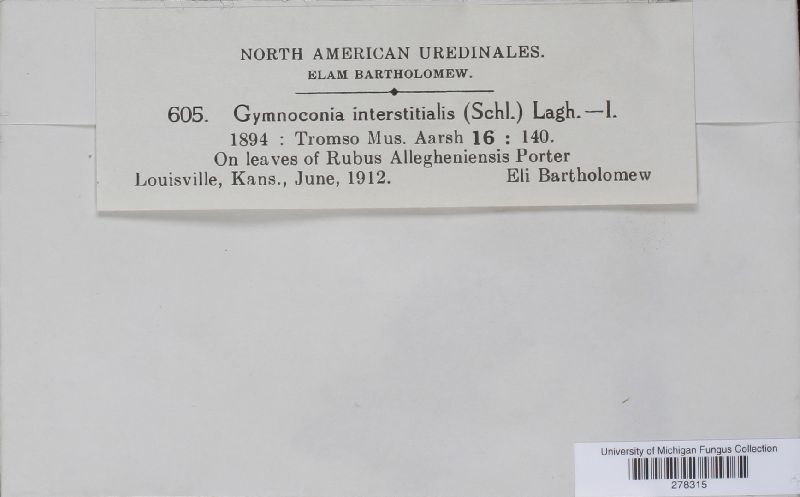 NORTH AMERICAN UREDINALES.
ELAM BARTHOLOMEW.
605. Gymnoconia interstitialis (Schl.) Lagh.—I.
1894 : Tromso Mus. Aarsh 16 : 140.
On leaves of Rubus Allegheniensis Porter
Louisville, Kans., June, 1912. Eli Bartholomew
University of Michigan Fungus Collection
278315